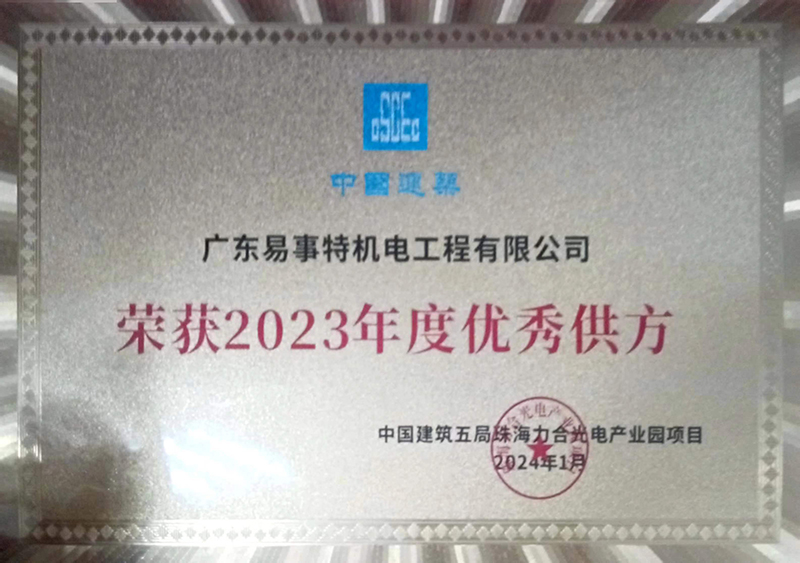 CSCEC
中國建築
广东易事特机电工程有限公司
荣获2023年度优秀供方
中国建筑五局珠海力合光电产业园项目
2024年1月